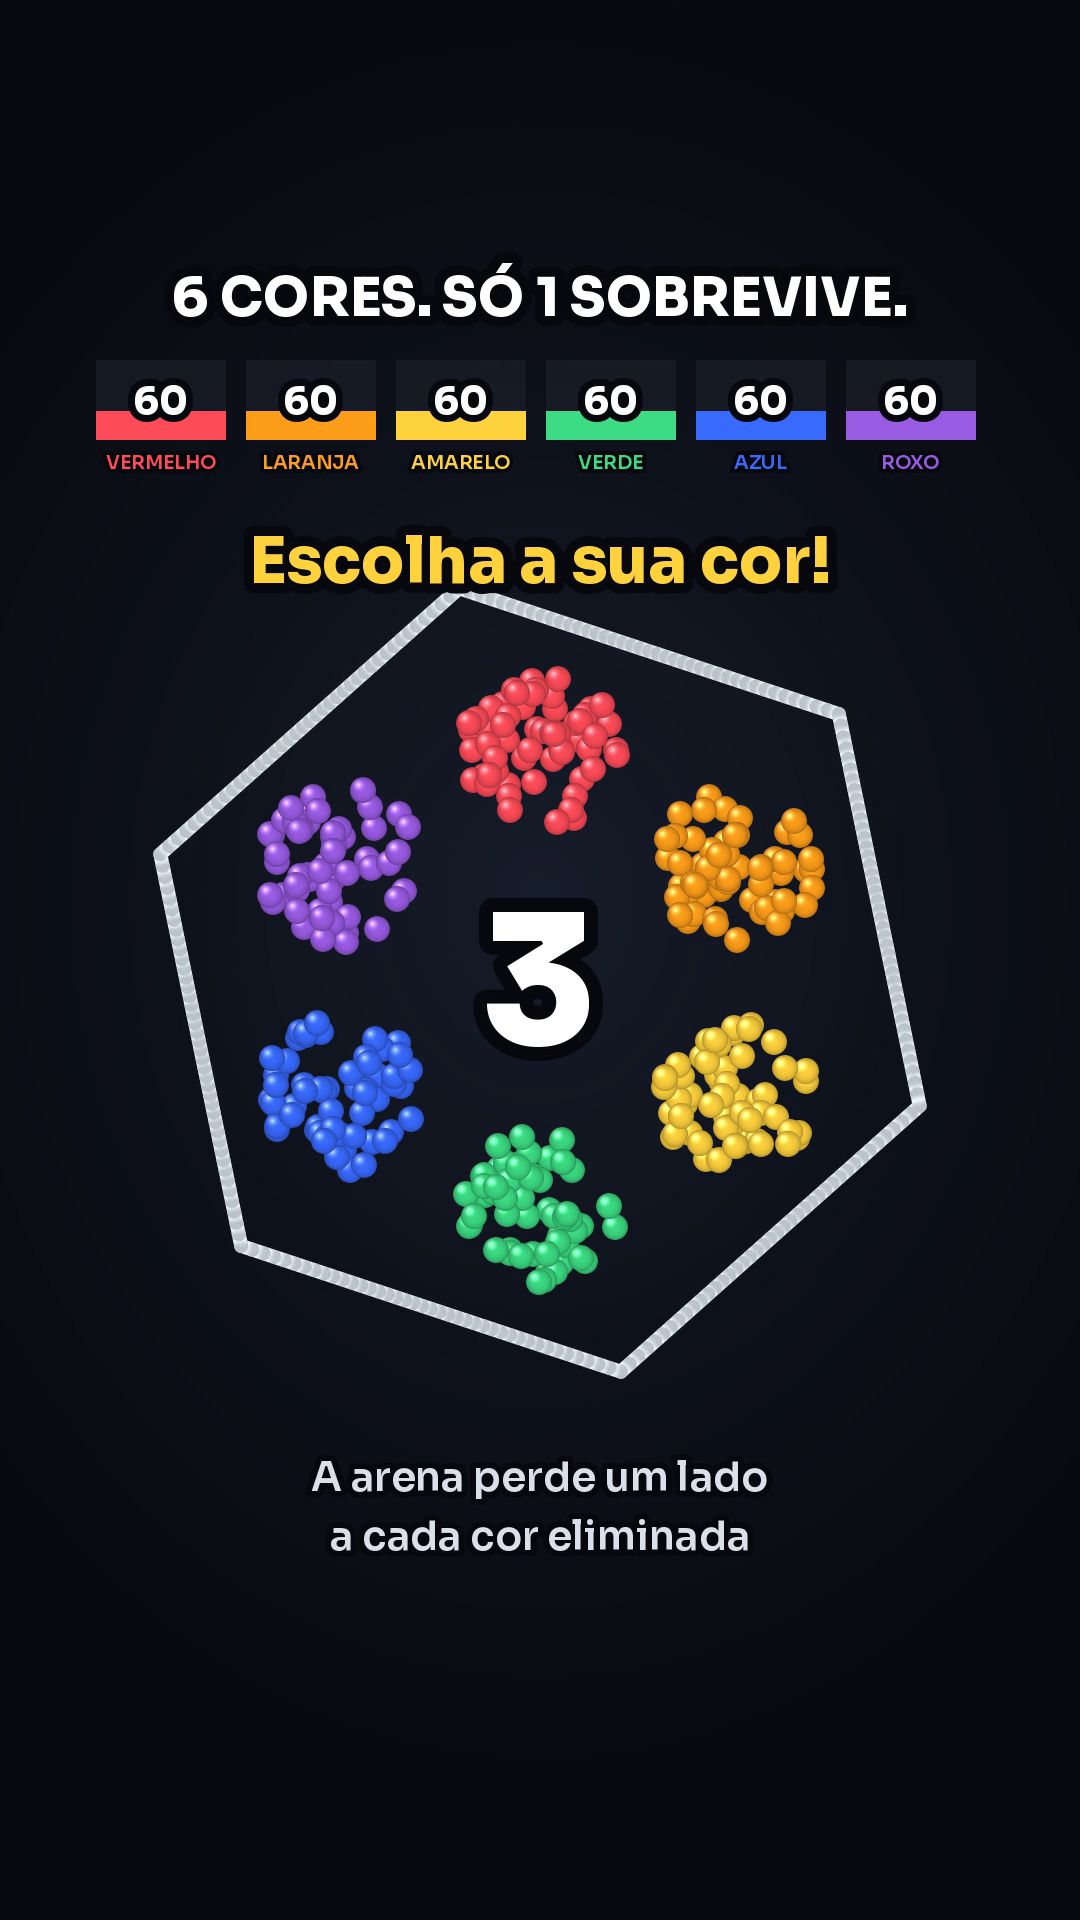 6 CORES. SÓ 1 SOBREVIVE.
60 60 60 60 60 60
VERMELHO LARANJA AMARELO VERDE AZUL ROXO
Escolha a sua cor!
3
A arena perde um lado
a cada cor eliminada